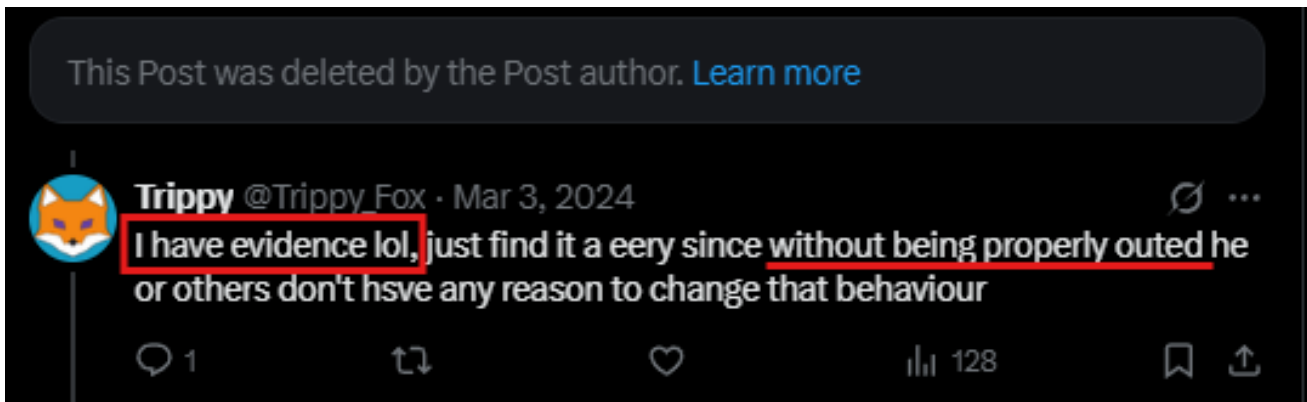 This Post was deleted by the Post author. Learn more
Trippy @Trippy_Fox · Mar 3, 2024
I have evidence lol, just find it a eery since without being properly outed he
or others don't hsve any reason to change that behaviour
1 128